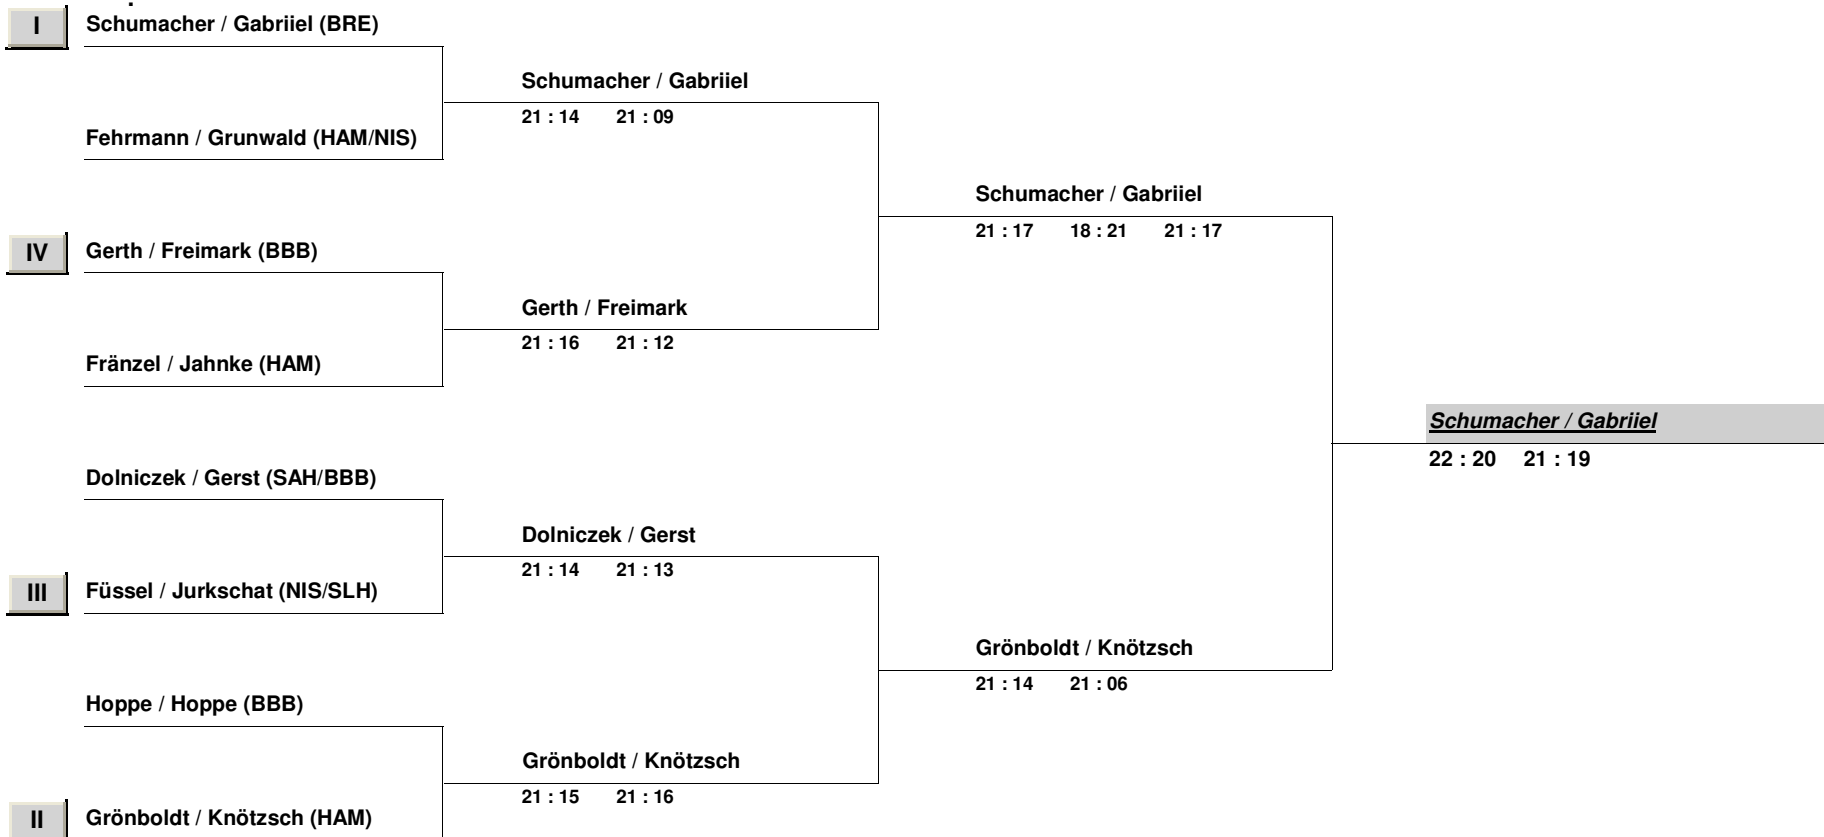 I Schumacher / Gabriiel (BRE)
Schumacher / Gabriiel
21 : 14 21 : 09
Fehrmann / Grunwald (HAM/NIS)
Schumacher / Gabriiel
21 : 17 18 : 21 21 : 17
IV Gerth / Freimark (BBB)
Gerth / Freimark
21 : 16 21 : 12
Fränzel / Jahnke (HAM)
Schumacher / Gabriiel
22 : 20 21 : 19
Dolniczek / Gerst (SAH/BBB)
Dolniczek / Gerst
21 : 14 21 : 13
III Füssel / Jurkschat (NIS/SLH)
Grönboldt / Knötzsch
21 : 14 21 : 06
Hoppe / Hoppe (BBB)
Grönboldt / Knötzsch
21 : 15 21 : 16
II Grönboldt / Knötzsch (HAM)